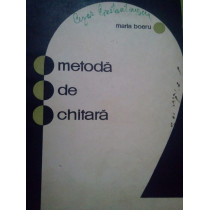 maria boeru
metodă
de
chitară